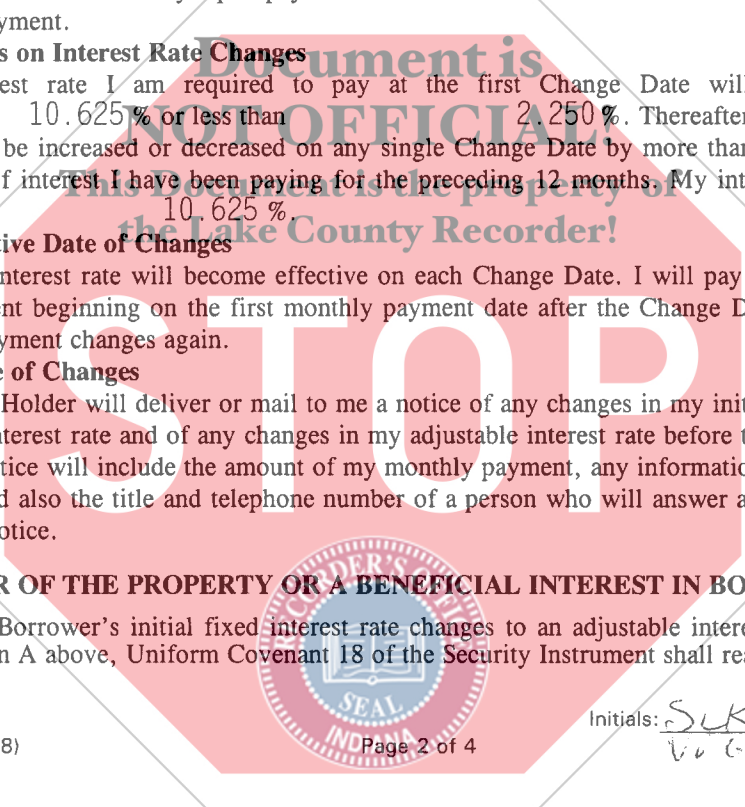 yment.
s on Interest Rate Changes
est rate I am required to pay at the first Change Date wil
10.625 % or less than 2.250 %. Thereafter
be increased or decreased on any single Change Date by more than
f interest I have been paying for the preceding 12 months. My int
10.625 %.
tive Date of Changes
nterest rate will become effective on each Change Date. I will pay
nt beginning on the first monthly payment date after the Change D
yment changes again.
e of Changes
Holder will deliver or mail to me a notice of any changes in my init
nterest rate and of any changes in my adjustable interest rate before t
tice will include the amount of my monthly payment, any informatio
d also the title and telephone number of a person who will answer a
otice.
R OF THE PROPERTY OR A BENEFICIAL INTEREST IN BO
Borrower's initial fixed interest rate changes to an adjustable intere
n A above, Uniform Covenant 18 of the Security Instrument shall rea
Initials:
8)
Page 2 of 4
Document is
NOT OFFICIAL!
This Document is the property of
the Lake County Recorder!
STOP
RECORDER'S OFFICE
SEAL
INDIANA